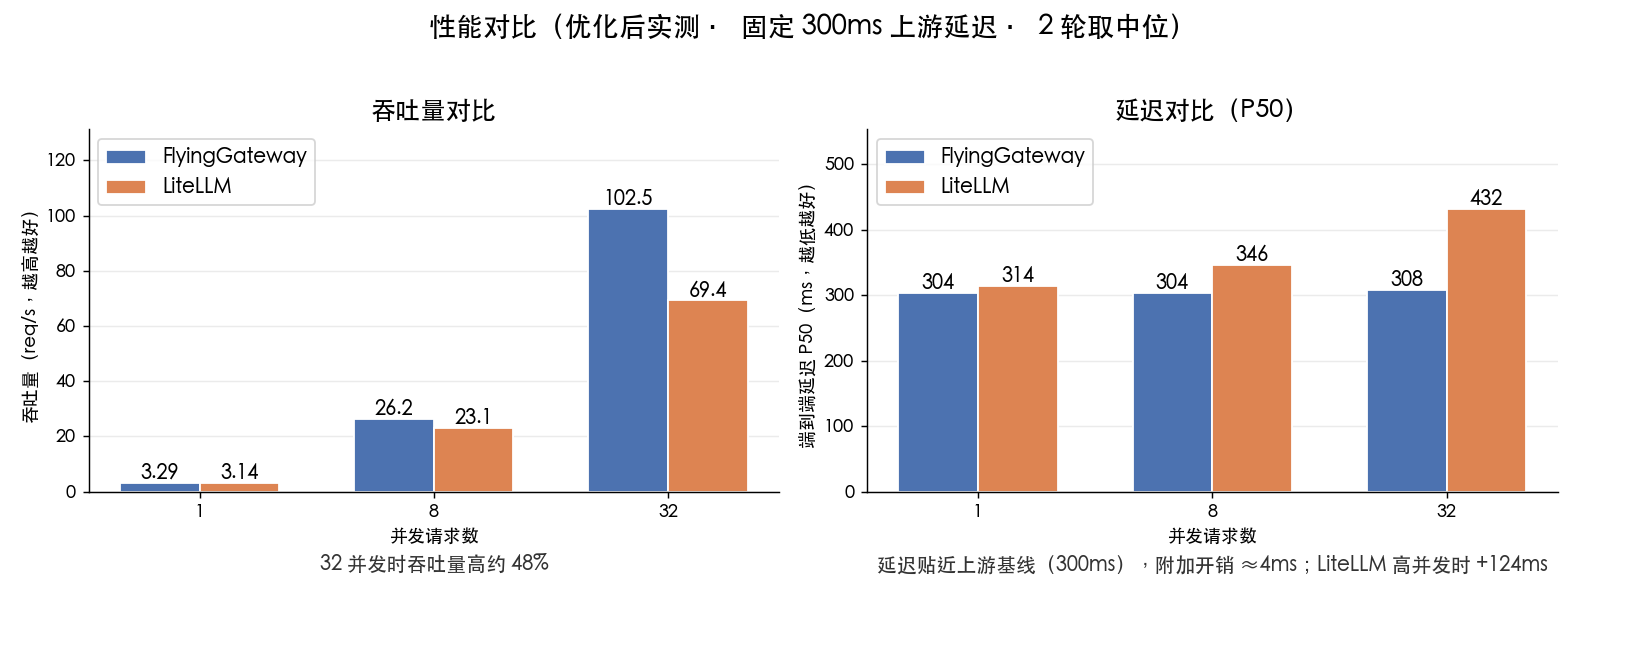 性能对比（优化后实测 · 固定 300ms 上游延迟 · 2 轮取中位）
吞吐量对比
FlyingGateway
LiteLLM
吞吐量（req/s，越高越好）
120
100
80
60
40
20
0
102.5
69.4
26.2
23.1
3.29
3.14
1
8
32
并发请求数
32 并发时吞吐量高约 48%
延迟对比（P50）
FlyingGateway
LiteLLM
端到端延迟 P50（ms，越低越好）
500
400
300
200
100
0
304
314
304
346
308
432
1
8
32
并发请求数
延迟贴近上游基线（300ms），附加开销 ≈4ms；LiteLLM 高并发时 +124ms